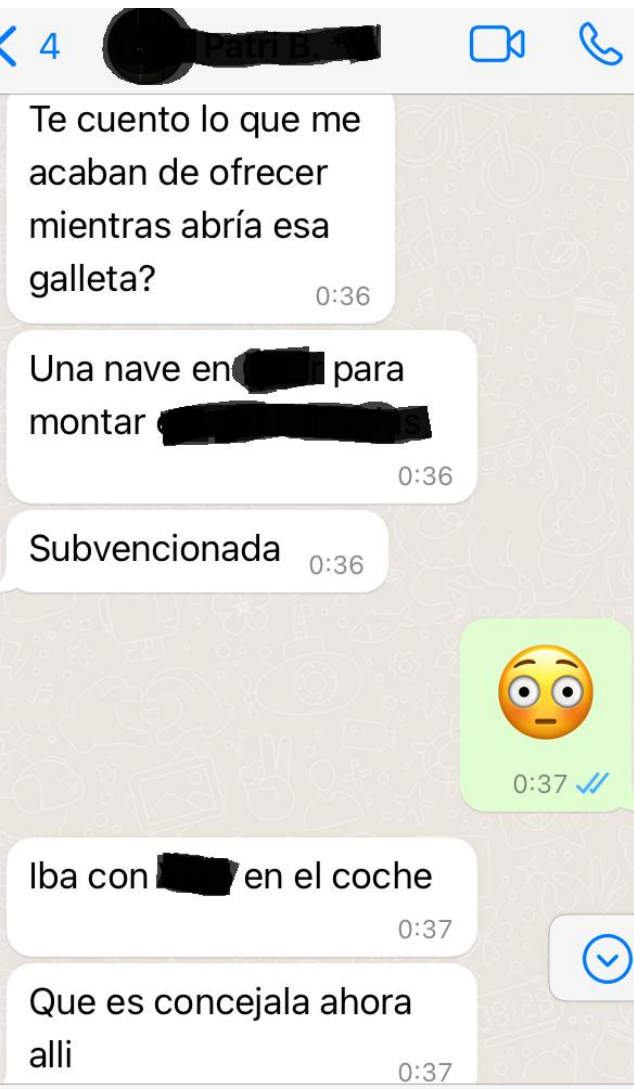 4
Te cuento lo que me
acaban de ofrecer
mientras abría esa
galleta?
0:36
Una nave en para
montar
0:36
Subvencionada 0:36
0:37
Iba con en el coche
0:37
Que es concejala ahora
alli
0:37